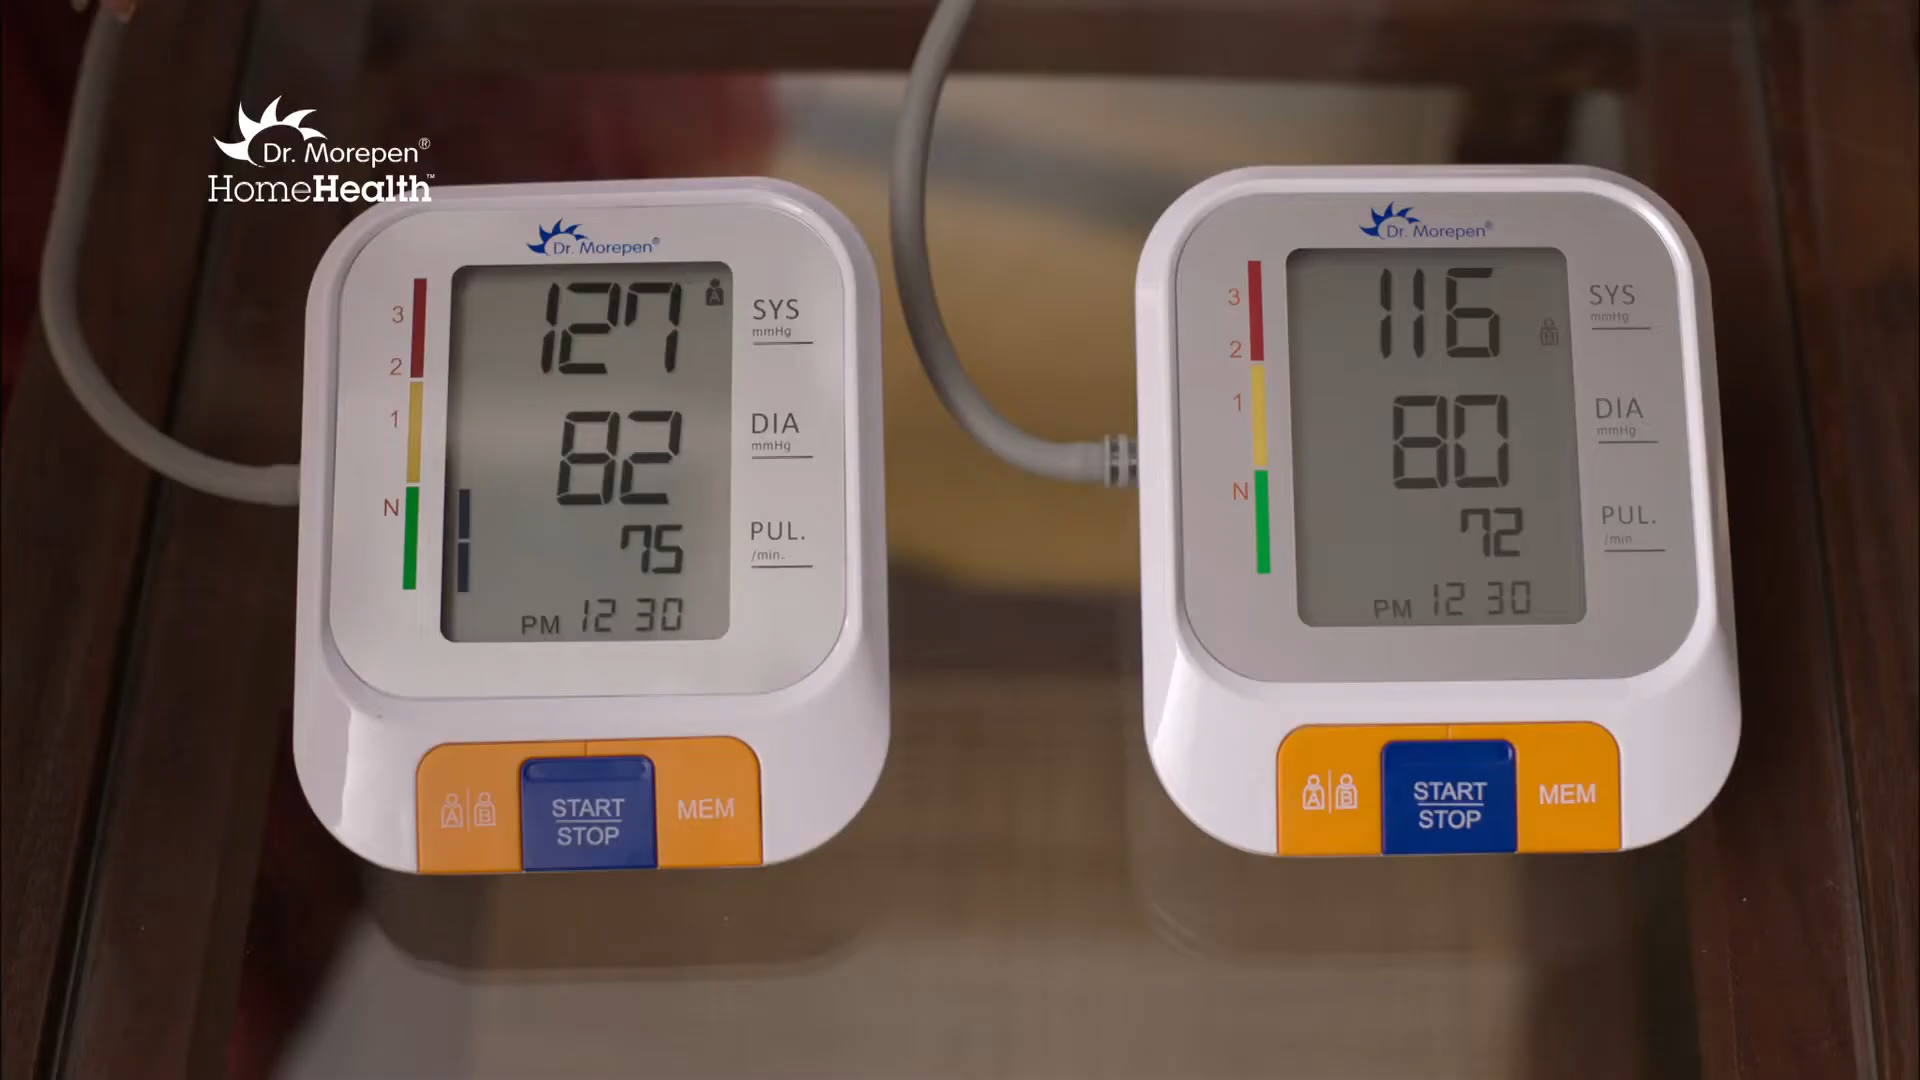 Dr. Morepen®
HomeHealth™
Dr. Morepen®
3
2
1
N
127
A
SYS
mmHg
82
DIA
mmHg
75
PUL.
/min.
PM 12 30
A B
START
STOP
MEM
Dr. Morepen®
3
2
1
N
116
B
SYS
mmHg
80
DIA
mmHg
72
PUL.
/min.
PM 12 30
A B
START
STOP
MEM